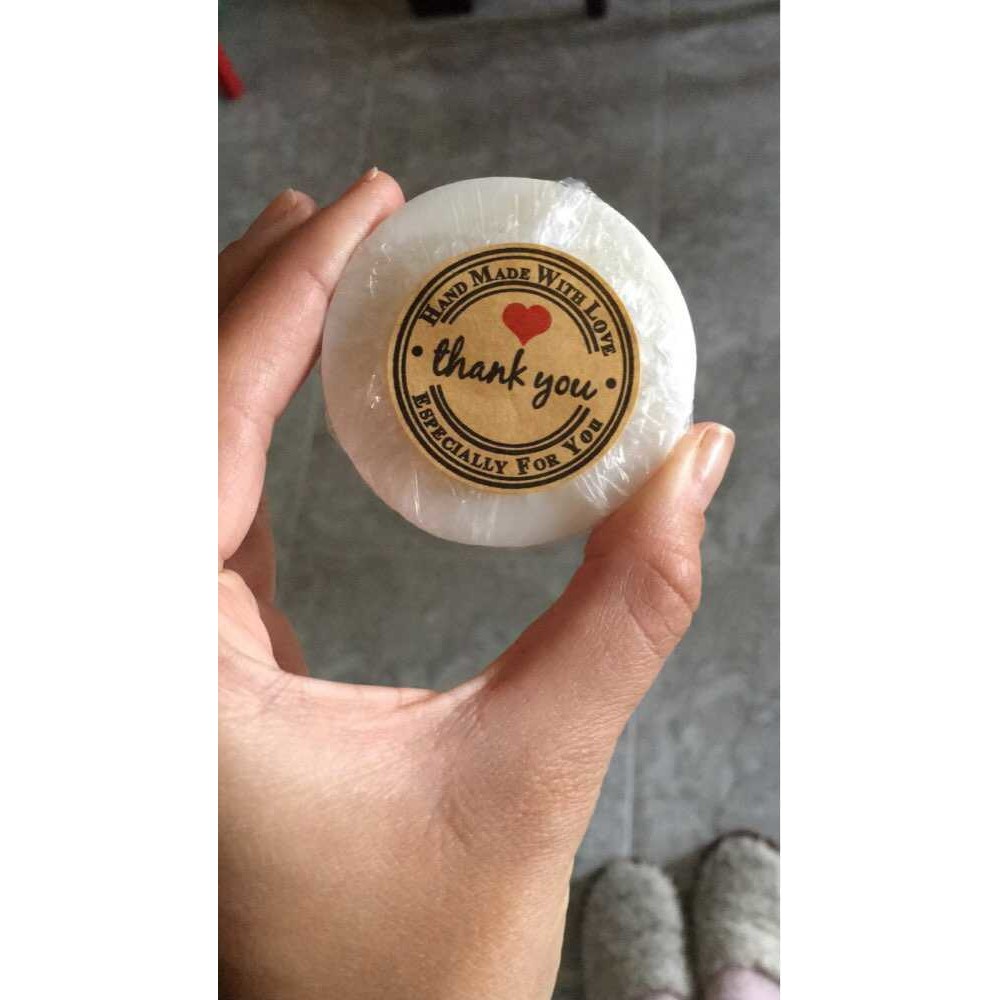 Hand Made With Love
thank you
Especially For You